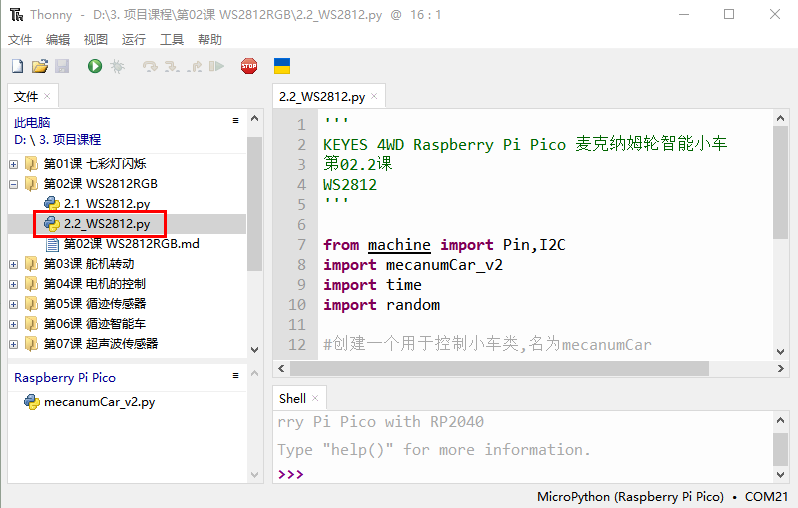 Thonny - D:\3. 项目课程\第02课 WS2812RGB\2.2_WS2812.py @ 16 : 1
文件 编辑 视图 运行 工具 帮助
STOP
文件 ×
此电脑
D: \ 3. 项目课程
第01课 七彩灯闪烁
第02课 WS2812RGB
2.1_WS2812.py
2.2_WS2812.py
第02课 WS2812RGB.md
第03课 舵机转动
第04课 电机的控制
第05课 循迹传感器
第06课 循迹智能车
第07课 超声波传感器
Raspberry Pi Pico
mecanumCar_v2.py
2.2_WS2812.py ×
1 '''
2 KEYES 4WD Raspberry Pi Pico 麦克纳姆轮智能小车
3 第02.2课
4 WS2812
5 '''
6
7 from machine import Pin,I2C
8 import mecanumCar_v2
9 import time
10 import random
11
12 #创建一个用于控制小车类,名为mecanumCar
Shell ×
rry Pi Pico with RP2040
Type "help()" for more information.
>>>
MicroPython (Raspberry Pi Pico) • COM21